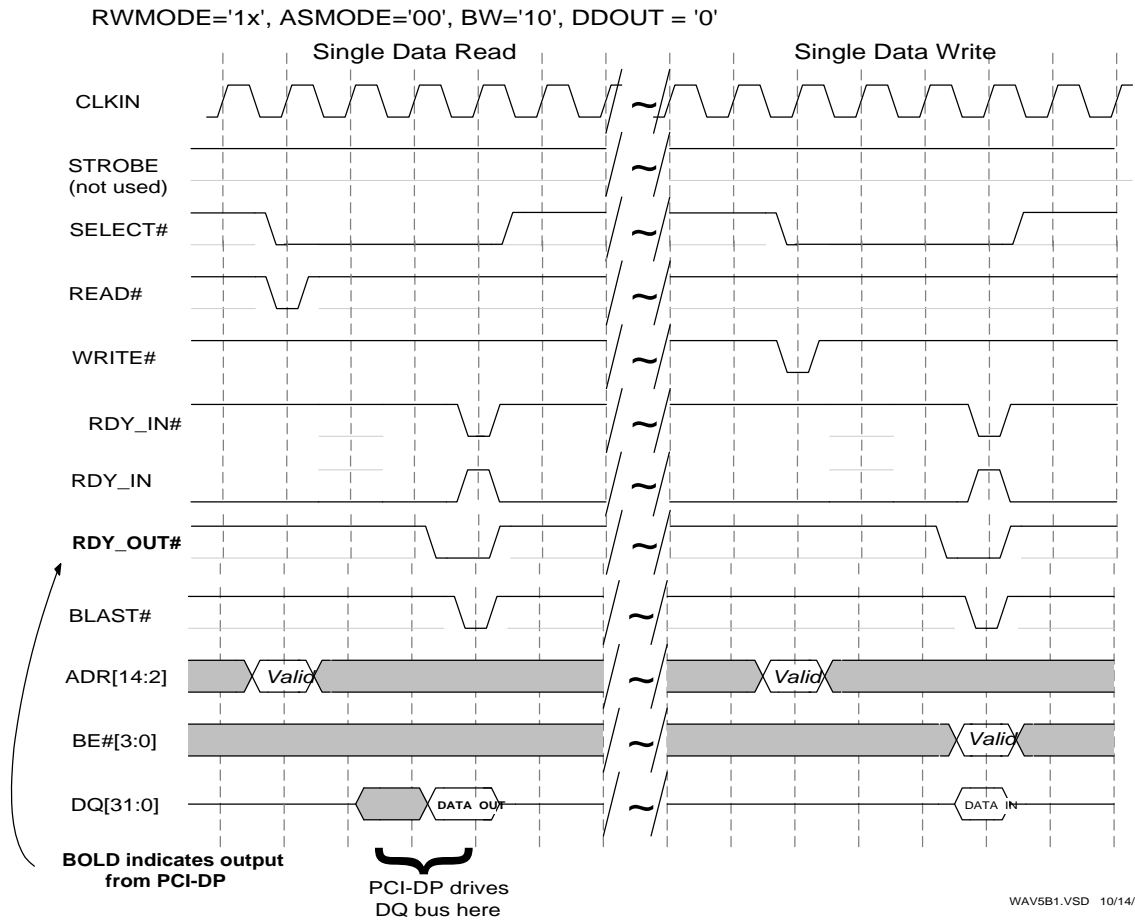 RWMODE='1x', ASMODE='00', BW='10', DDOUT = '0'
Single Data Read
Single Data Write
CLKIN
~
STROBE
(not used)
~
SELECT#
~
READ#
~
WRITE#
~
RDY_IN#
~
RDY_IN
~
RDY_OUT#
~
BLAST#
~
ADR[14:2]
Valid
~
Valid
BE#[3:0]
~
Valid
DQ[31:0]
DATA OUT
~
DATA IN
BOLD indicates output
from PCI-DP
PCI-DP drives
DQ bus here
WAV5B1.VSD 10/14/